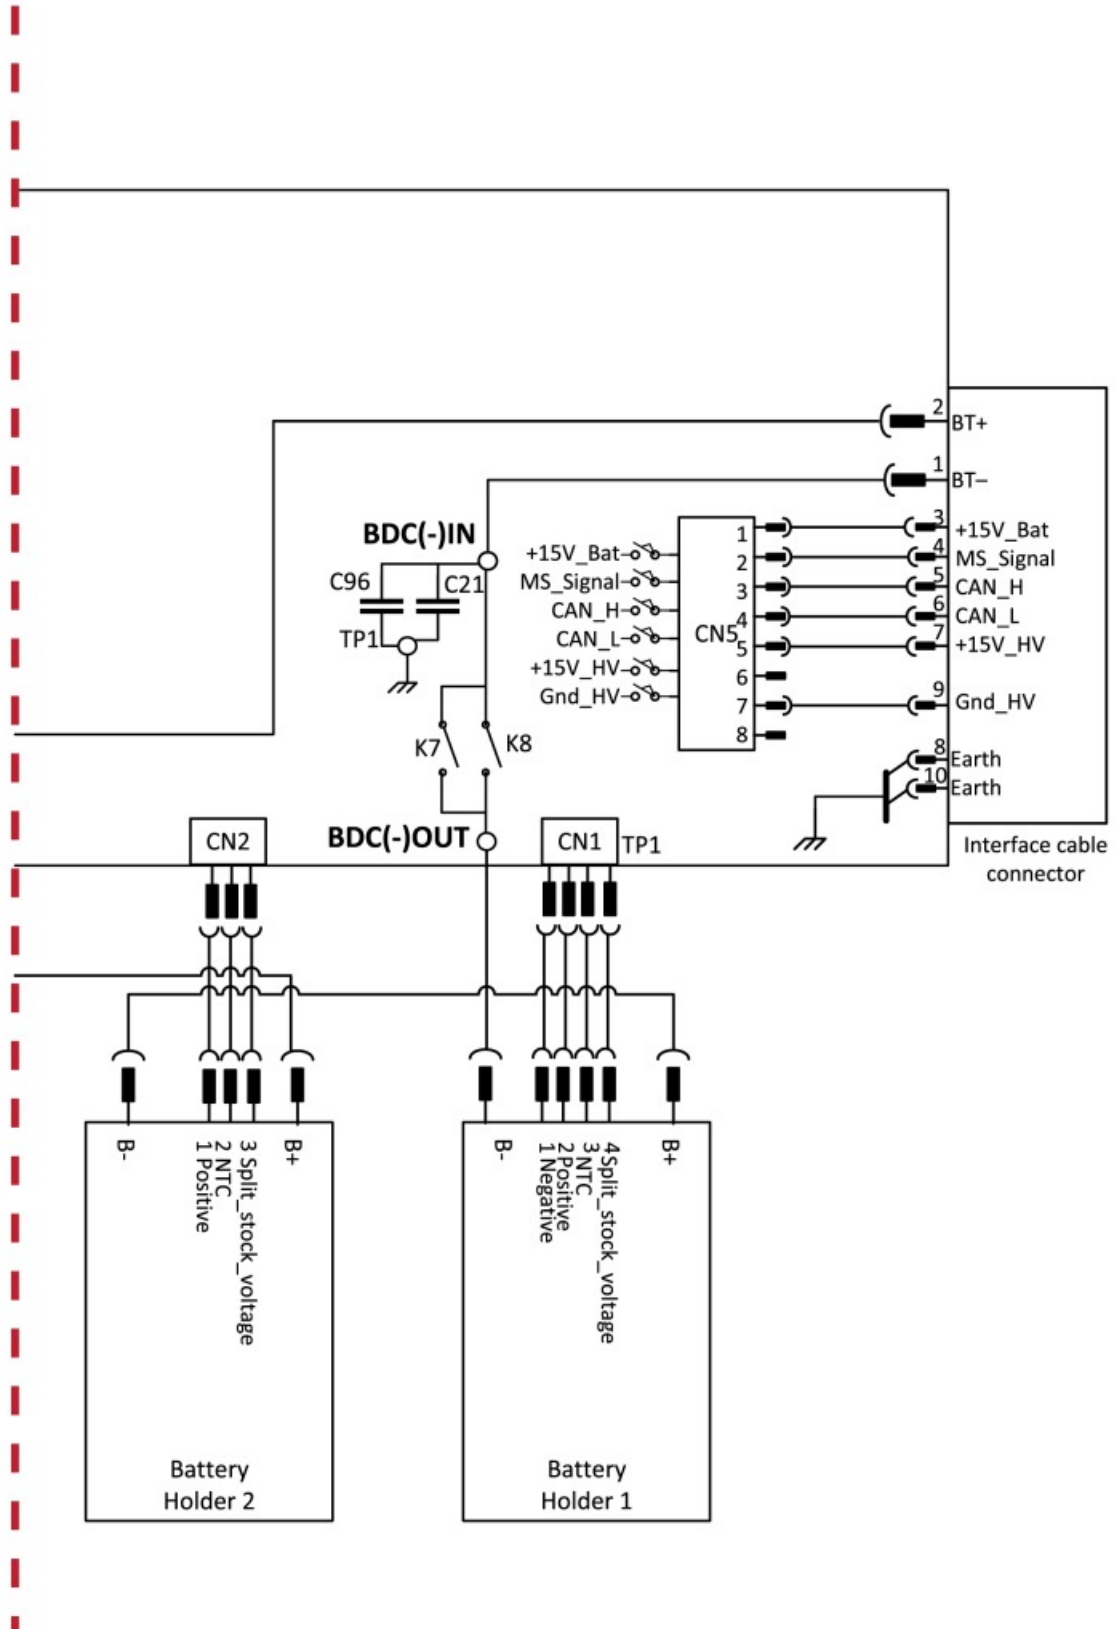 2
BT+
1
BT–
BDC(-)IN
3
+15V_Bat
1
+15V_Bat
4
MS_Signal
2
C96
C21
MS_Signal
5
CAN_H
3
CAN_H
6
CAN_L
4
TP1
CAN_L
CN5
7
+15V_HV
5
+15V_HV
6
9
Gnd_HV
Gnd_HV
7
8
K7
K8
8
Earth
10
Earth
CN2
BDC(-)OUT
CN1
TP1
Interface cable
connector
B-
1 Positive
2 NTC
3 Split_stock_voltage
B+
B-
1 Negative
2 Positive
3 NTC
4 Split_stock_voltage
B+
Battery
Holder 2
Battery
Holder 1